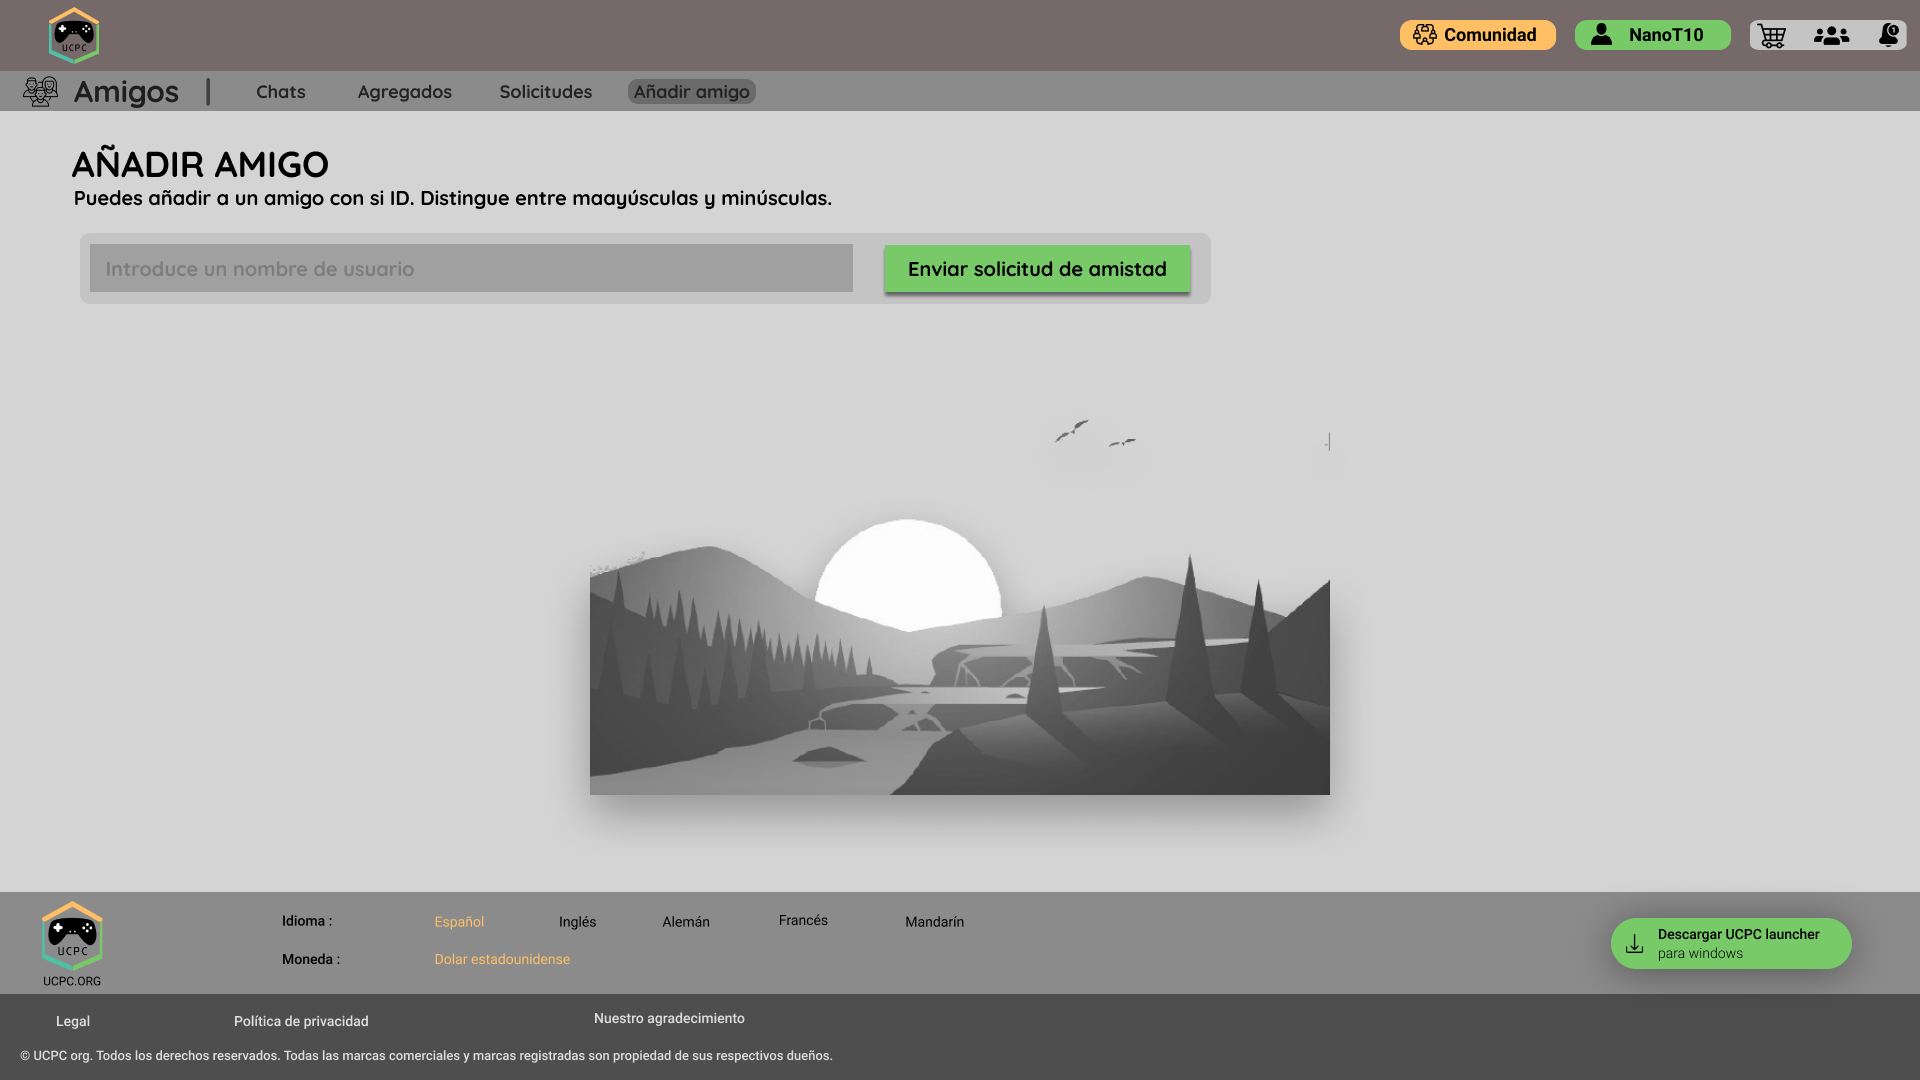 UCPC
Comunidad
NanoT10
1
Amigos
Chats
Agregados
Solicitudes
Añadir amigo
AÑADIR AMIGO
Puedes añadir a un amigo con si ID. Distingue entre maayúsculas y minúsculas.
Introduce un nombre de usuario
Enviar solicitud de amistad
UCPC
UCPC.ORG
Idioma :
Español
Inglés
Alemán
Francés
Mandarín
Moneda :
Dolar estadounidense
Descargar UCPC launcher
para windows
Legal
Política de privacidad
Nuestro agradecimiento
© UCPC org. Todos los derechos reservados. Todas las marcas comerciales y marcas registradas son propiedad de sus respectivos dueños.